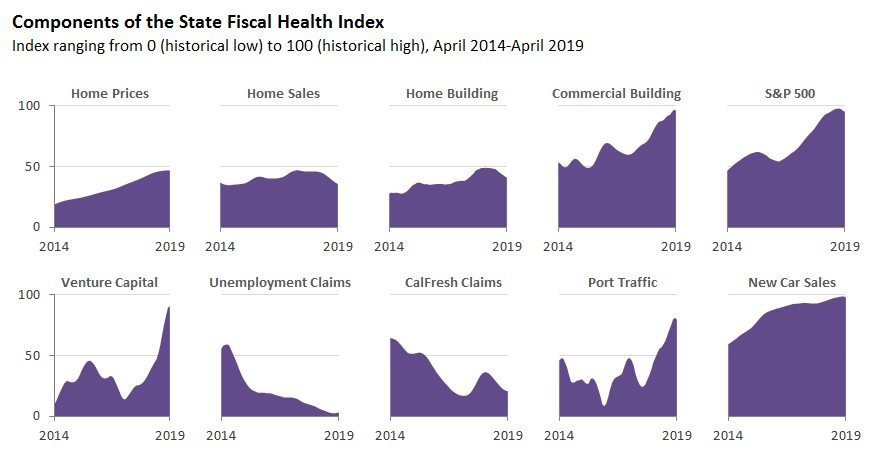 Components of the State Fiscal Health Index
Index ranging from 0 (historical low) to 100 (historical high), April 2014-April 2019
Home Prices Home Sales Home Building Commercial Building S&P 500
100
50
0
2014 2019 2014 2019 2014 2019 2014 2019 2014 2019
Venture Capital Unemployment Claims CalFresh Claims Port Traffic New Car Sales
100
50
0
2014 2019 2014 2019 2014 2019 2014 2019 2014 2019